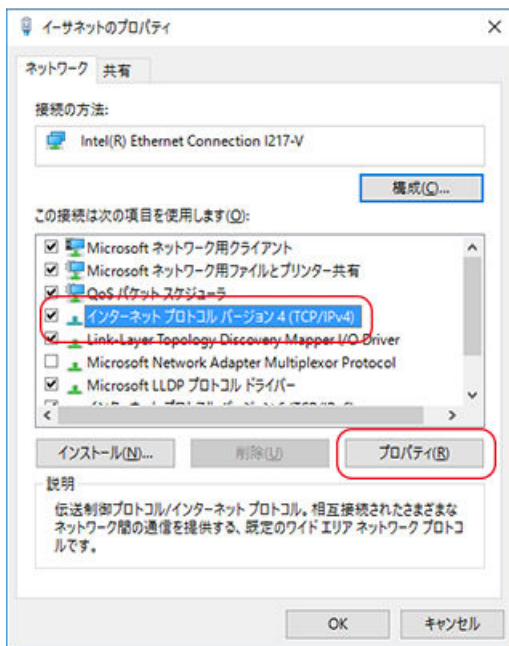 イーサネットのプロパティ
ネットワーク 共有
接続の方法:
Intel(R) Ethernet Connection I217-V
構成(C)...
この接続は次の項目を使用します(O):
Microsoft ネットワーク用クライアント
Microsoft ネットワーク用ファイルとプリンター共有
QoS パケット スケジューラ
インターネット プロトコル バージョン 4 (TCP/IPv4)
Link-Layer Topology Discovery Mapper I/O Driver
Microsoft Network Adapter Multiplexor Protocol
Microsoft LLDP プロトコル ドライバー
インストール(N)... 削除(U) プロパティ(R)
説明
伝送制御プロトコル/インターネット プロトコル。相互接続されたさまざまな
ネットワーク間の通信を提供する、既定のワイド エリア ネットワーク プロトコ
ルです。
OK キャンセル